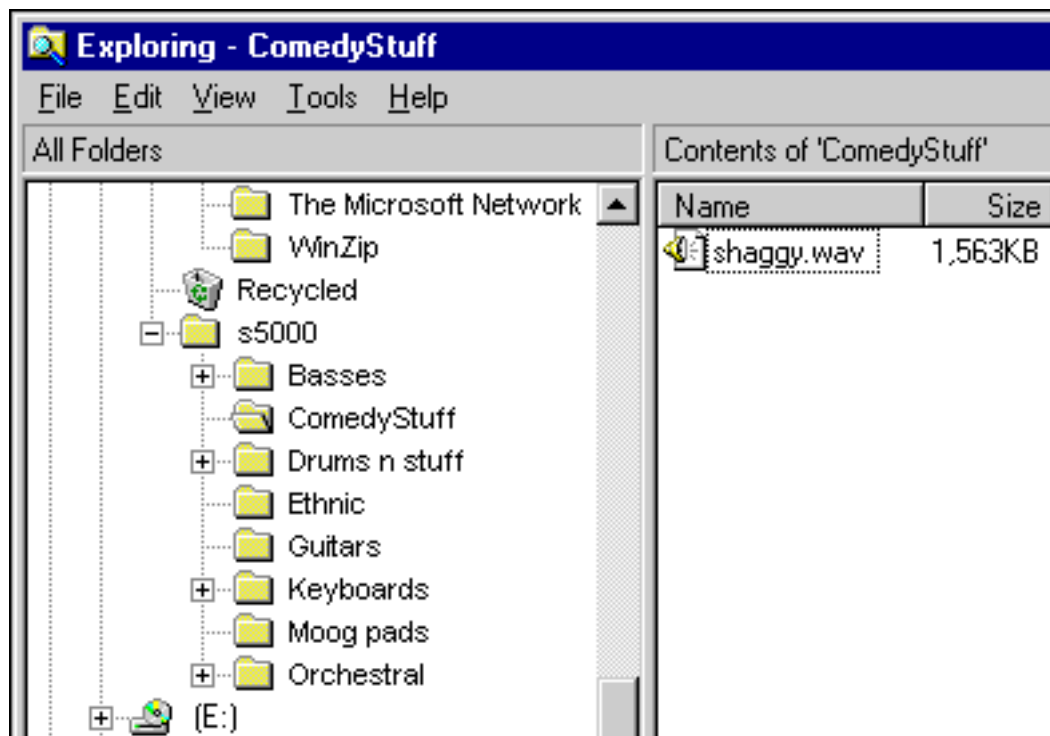 Exploring - ComedyStuff
File Edit View Tools Help
All Folders
Contents of 'ComedyStuff'
The Microsoft Network
WinZip
Recycled
s5000
Basses
ComedyStuff
Drums n stuff
Ethnic
Guitars
Keyboards
Moog pads
Orchestral
(E:)
Name Size
shaggy.wav 1,563KB